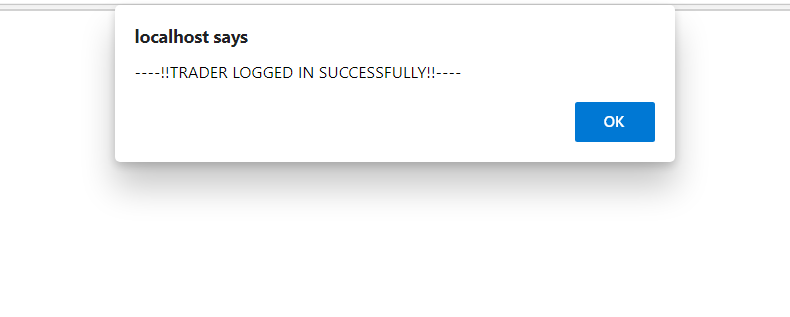 localhost says
----!!TRADER LOGGED IN SUCCESSFULLY!!----
OK